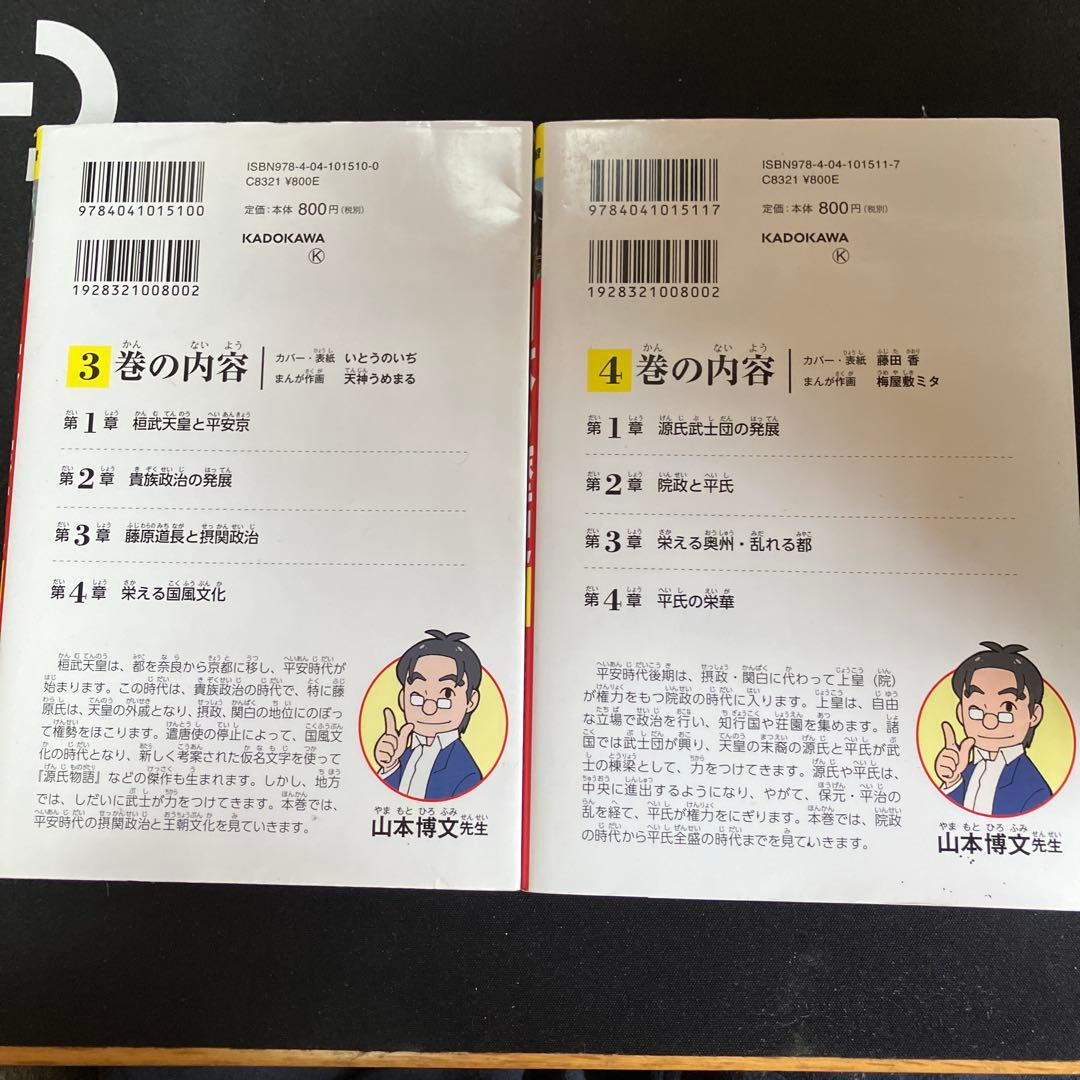 ISBN978-4-04-101510-0
C8321 ¥800E
9784041015100
定価:本体 800円(税別)
KADOKAWA
K
1928321008002
3 巻の内容
カバー・表紙 いとうのいぢ
まんが作画 天神うめまる
第1章 桓武天皇と平安京
第2章 貴族政治の発展
第3章 藤原道長と摂関政治
第4章 栄える国風文化
桓武天皇は、都を奈良から京都に移し、平安時代が
始まります。この時代は、貴族政治の時代で、特に藤
原氏は、天皇の外戚となり、摂政、関白の地位にのぼっ
て権勢をほこります。遣唐使の停止によって、国風文
化の時代となり、新しく考案された仮名文字を使って
『源氏物語』などの傑作も生まれます。しかし、地方
では、しだいに武士が力をつけてきます。本巻では、
平安時代の摂関政治と王朝文化を見ていきます。
山本博文先生
ISBN978-4-04-101511-7
C8321 ¥800E
9784041015117
定価:本体 800円(税別)
KADOKAWA
K
1928321008002
4 巻の内容
カバー・表紙 藤田 香
まんが作画 梅屋敷ミタ
第1章 源氏武士団の発展
第2章 院政と平氏
第3章 栄える奥州・乱れる都
第4章 平氏の栄華
平安時代後期は、摂政・関白に代わって上皇(院)
が権力をもつ院政の時代に入ります。上皇は、自由
な立場で政治を行い、知行国や荘園を集めます。諸
国では武士団が興り、天皇の末裔の源氏と平氏が武
士の棟梁として、力をつけてきます。源氏や平氏は、
中央に進出するようになり、やがて、保元・平治の
乱を経て、平氏が権力をにぎります。本巻では、院政
の時代から平氏全盛の時代までを見ていきます。
山本博文先生